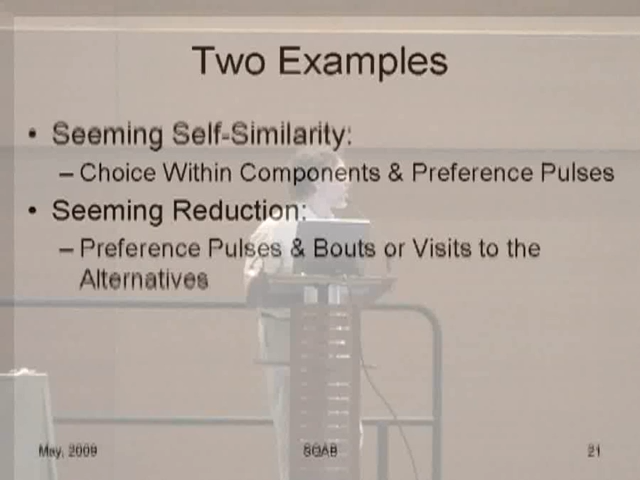 Two Examples
• Seeming Self-Similarity:
– Choice Within Components & Preference Pulses
• Seeming Reduction:
– Preference Pulses & Bouts or Visits to the
Alternatives
May, 2009 SQAB 21